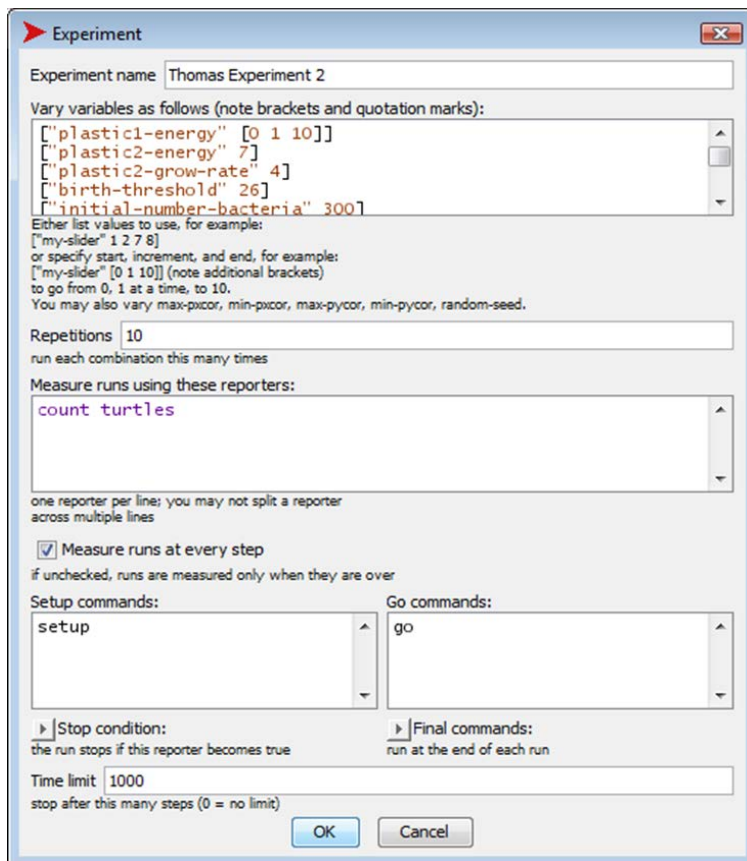 Experiment
Experiment name Thomas Experiment 2
Vary variables as follows (note brackets and quotation marks):
["plastic1-energy" [0 1 10]]
["plastic2-energy" 7]
["plastic2-grow-rate" 4]
["birth-threshold" 26]
["initial-number-bacteria" 300]
Either list values to use, for example:
["my-slider" 1 2 7 8]
or specify start, increment, and end, for example:
["my-slider" [0 1 10]] (note additional brackets)
to go from 0, 1 at a time, to 10.
You may also vary max-pxcor, min-pxcor, max-pycor, min-pycor, random-seed.
Repetitions 10
run each combination this many times
Measure runs using these reporters:
count turtles
one reporter per line; you may not split a reporter
across multiple lines
Measure runs at every step
if unchecked, runs are measured only when they are over
Setup commands: Go commands:
setup go
Stop condition: Final commands:
the run stops if this reporter becomes true run at the end of each run
Time limit 1000
stop after this many steps (0 = no limit)
OK Cancel